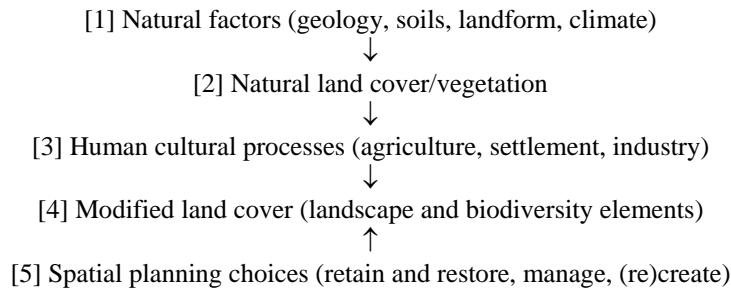 [1] Natural factors (geology, soils, landform, climate)
↓
[2] Natural land cover/vegetation
↓
[3] Human cultural processes (agriculture, settlement, industry)
↓
[4] Modified land cover (landscape and biodiversity elements)
↑
[5] Spatial planning choices (retain and restore, manage, (re)create)